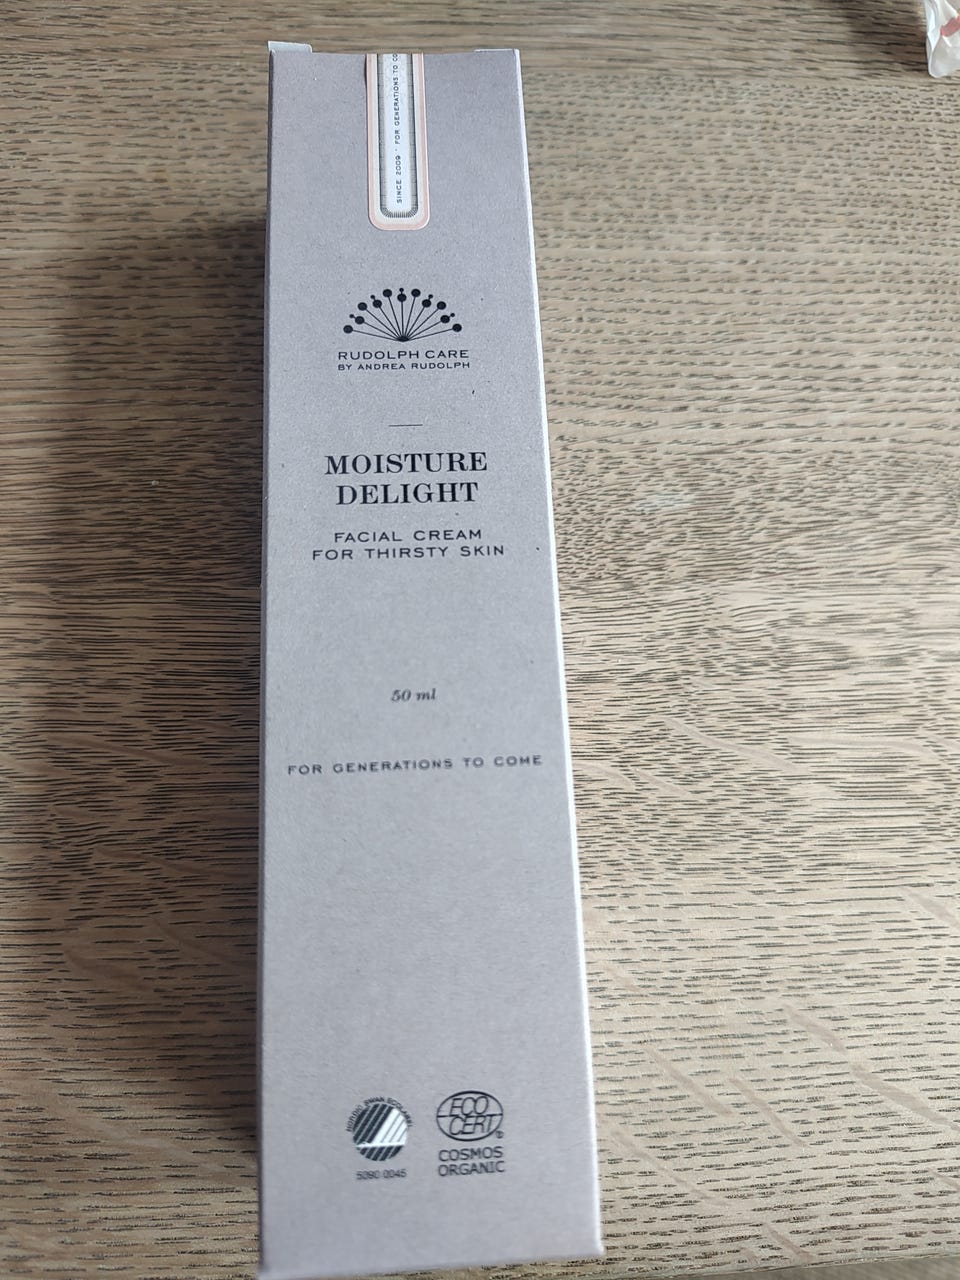 SINCE 2009 · FOR GENERATIONS TO CO
RUDOLPH CARE
BY ANDREA RUDOLPH
MOISTURE
DELIGHT
FACIAL CREAM
FOR THIRSTY SKIN
50 ml
FOR GENERATIONS TO COME
NORDIC SWAN ECOLABEL
5090 0045
ECO
CERT
COSMOS
ORGANIC